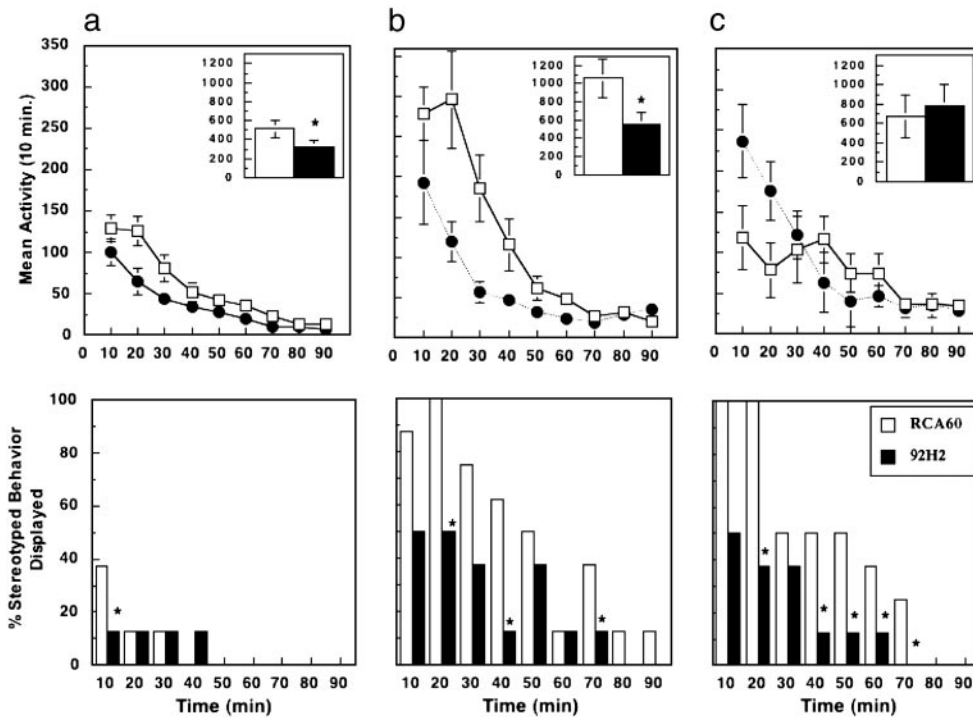 a b c
Mean Activity (10 min.)
350
300
250
200
150
100
50
0
1200
1000
800
600
400
200
0
*
0 10 20 30 40 50 60 70 80 90
1200
1000
800
600
400
200
0
*
0 10 20 30 40 50 60 70 80 90
1200
1000
800
600
400
200
0
0 10 20 30 40 50 60 70 80 90
% Stereotyped Behavior
Displayed
100
80
60
40
20
0
*
10 20 30 40 50 60 70 80 90
Time (min)
* * *
10 20 30 40 50 60 70 80 90
Time (min)
RCA60
92H2
* * * * *
10 20 30 40 50 60 70 80 90
Time (min)